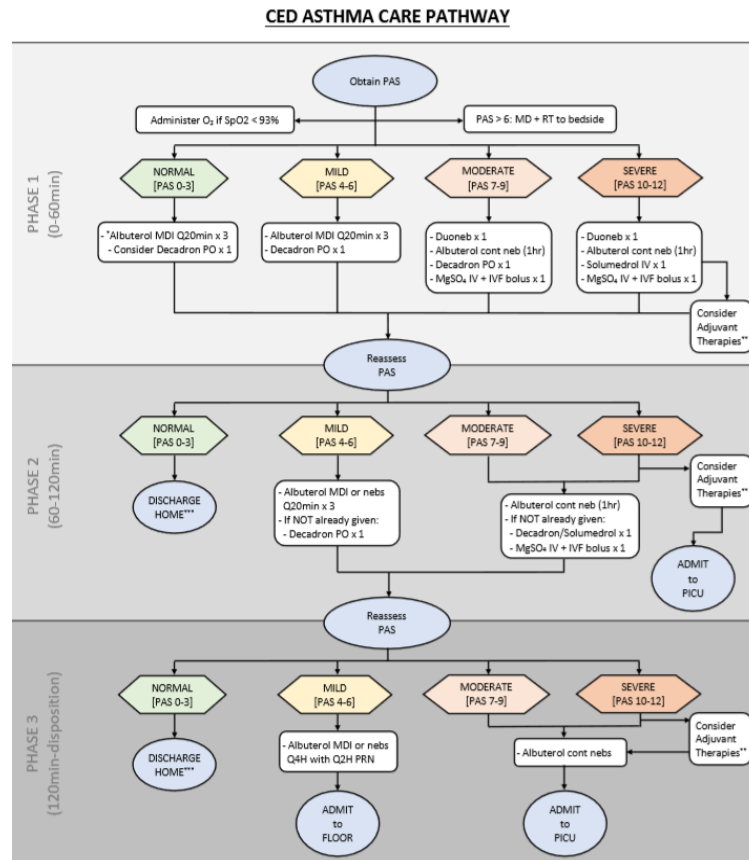 CED ASTHMA CARE PATHWAY
PHASE 1
(0-60min)
Obtain PAS
Administer O₂ if SpO2 < 93%
PAS > 6: MD + RT to bedside
NORMAL
[PAS 0-3]
MILD
[PAS 4-6]
MODERATE
[PAS 7-9]
SEVERE
[PAS 10-12]
- *Albuterol MDI Q20min x 3
- Consider Decadron PO x 1
- Albuterol MDI Q20min x 3
- Decadron PO x 1
- Duoneb x 1
- Albuterol cont neb (1hr)
- Decadron PO x 1
- MgSO₄ IV + IVF bolus x 1
- Duoneb x 1
- Albuterol cont neb (1hr)
- Solumedrol IV x 1
- MgSO₄ IV + IVF bolus x 1
Consider
Adjuvant
Therapies**
Reassess
PAS
PHASE 2
(60-120min)
NORMAL
[PAS 0-3]
MILD
[PAS 4-6]
MODERATE
[PAS 7-9]
SEVERE
[PAS 10-12]
DISCHARGE
HOME***
- Albuterol MDI or nebs
Q20min x 3
- If NOT already given:
- Decadron PO x 1
- Albuterol cont neb (1hr)
- If NOT already given:
- Decadron/Solumedrol x 1
- MgSO₄ IV + IVF bolus x 1
Consider
Adjuvant
Therapies**
ADMIT
to
PICU
Reassess
PAS
PHASE 3
(120min-disposition)
NORMAL
[PAS 0-3]
MILD
[PAS 4-6]
MODERATE
[PAS 7-9]
SEVERE
[PAS 10-12]
DISCHARGE
HOME***
- Albuterol MDI or nebs
Q4H with Q2H PRN
- Albuterol cont nebs
Consider
Adjuvant
Therapies**
ADMIT
to
FLOOR
ADMIT
to
PICU